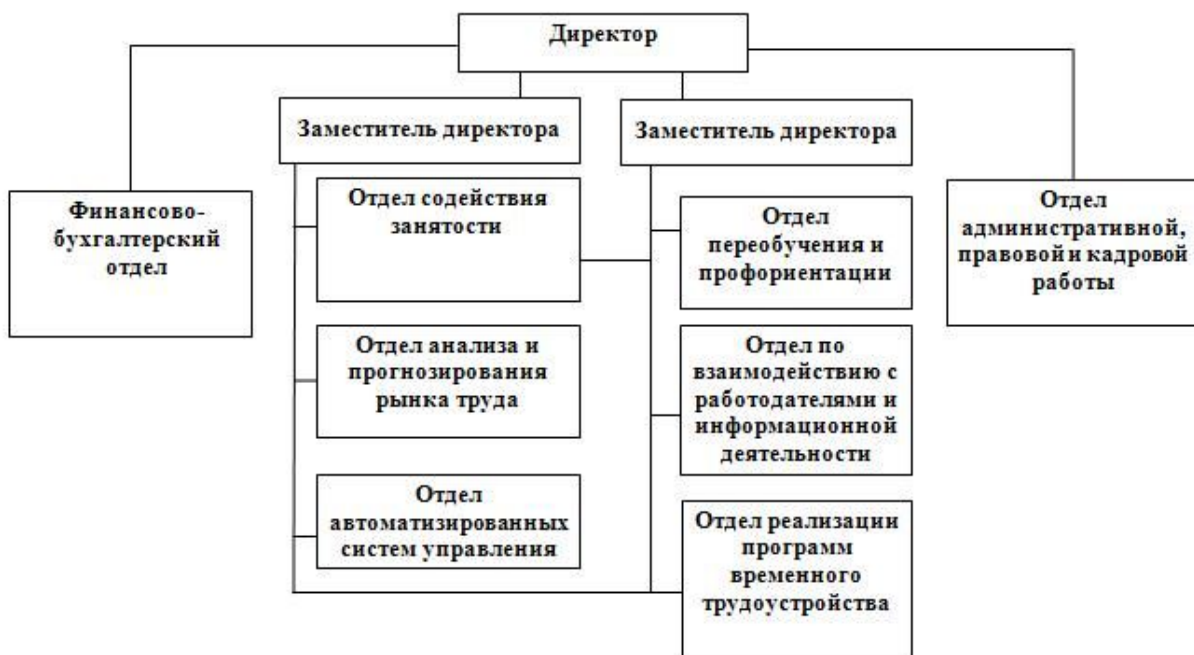 Директор
Заместитель директора
Заместитель директора
Финансово-
бухгалтерский
отдел
Отдел содействия
занятости
Отдел
переобучения и
профориентации
Отдел
административной,
правовой и кадровой
работы
Отдел анализа и
прогнозирования
рынка труда
Отдел по
взаимодействию с
работодателями и
информационной
деятельности
Отдел
автоматизированных
систем управления
Отдел реализации
программ
временного
трудоустройства